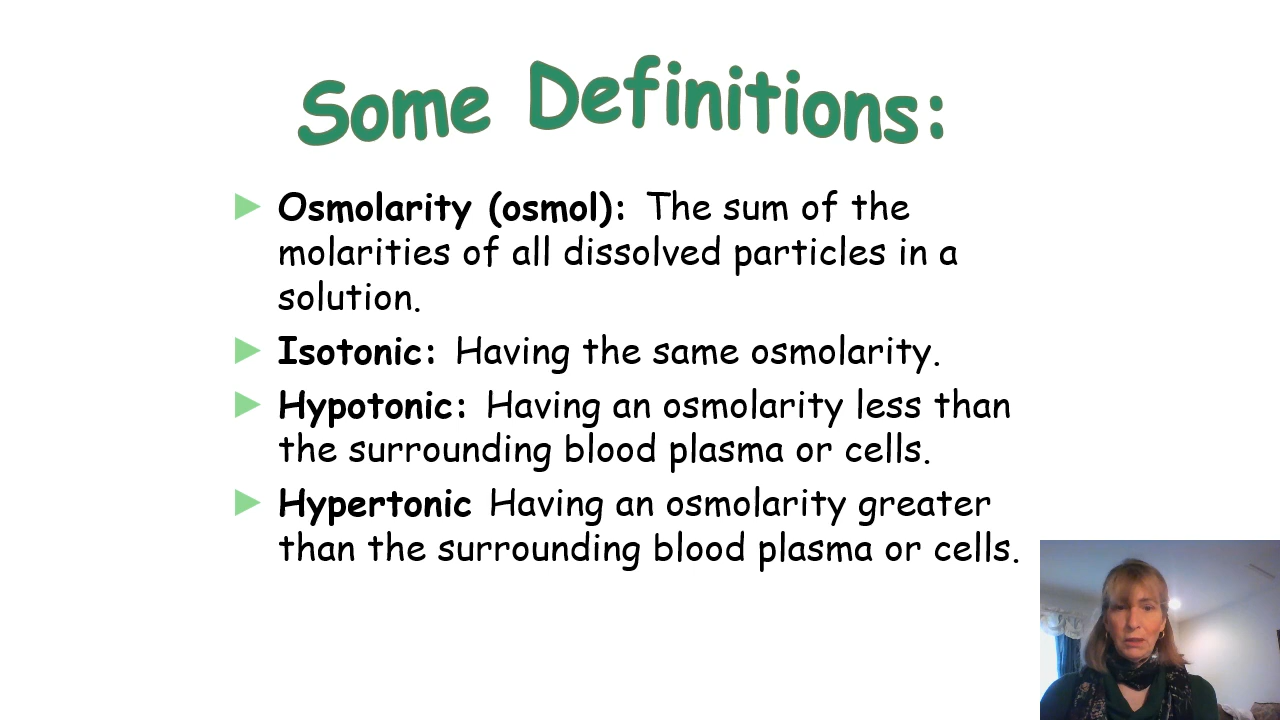 Some Definitions:
Osmolarity (osmol): The sum of the
molarities of all dissolved particles in a
solution.
Isotonic: Having the same osmolarity.
Hypotonic: Having an osmolarity less than
the surrounding blood plasma or cells.
Hypertonic Having an osmolarity greater
than the surrounding blood plasma or cells.